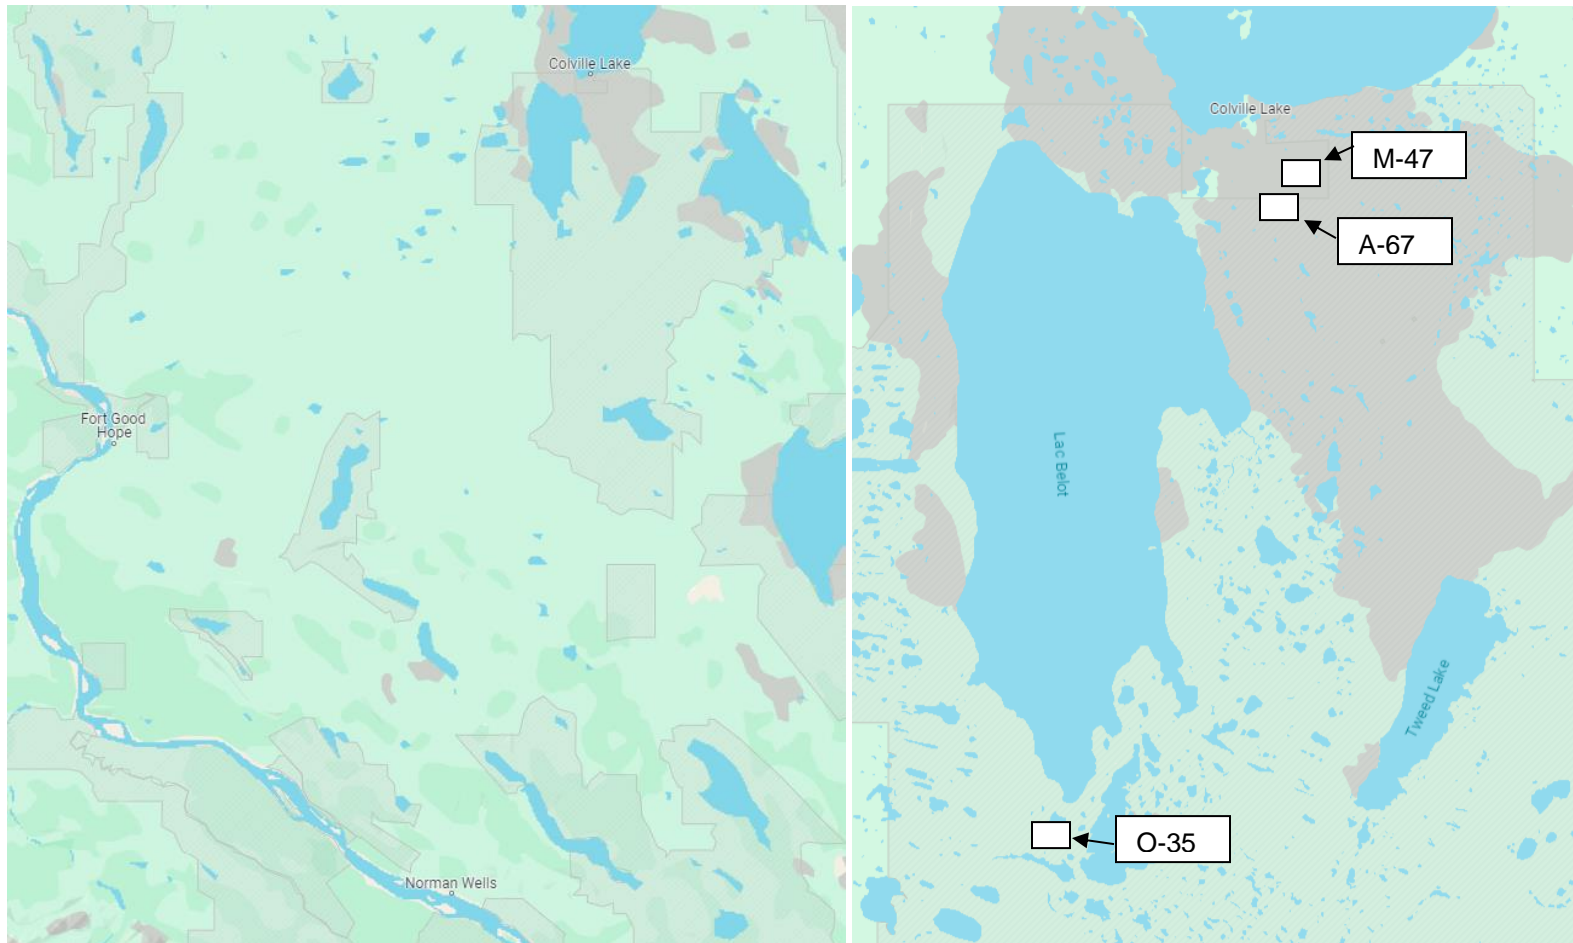 Colville Lake
Fort Good
Hope
Norman Wells
Colville Lake
M-47
A-67
Lac Belot
Tweed Lake
O-35